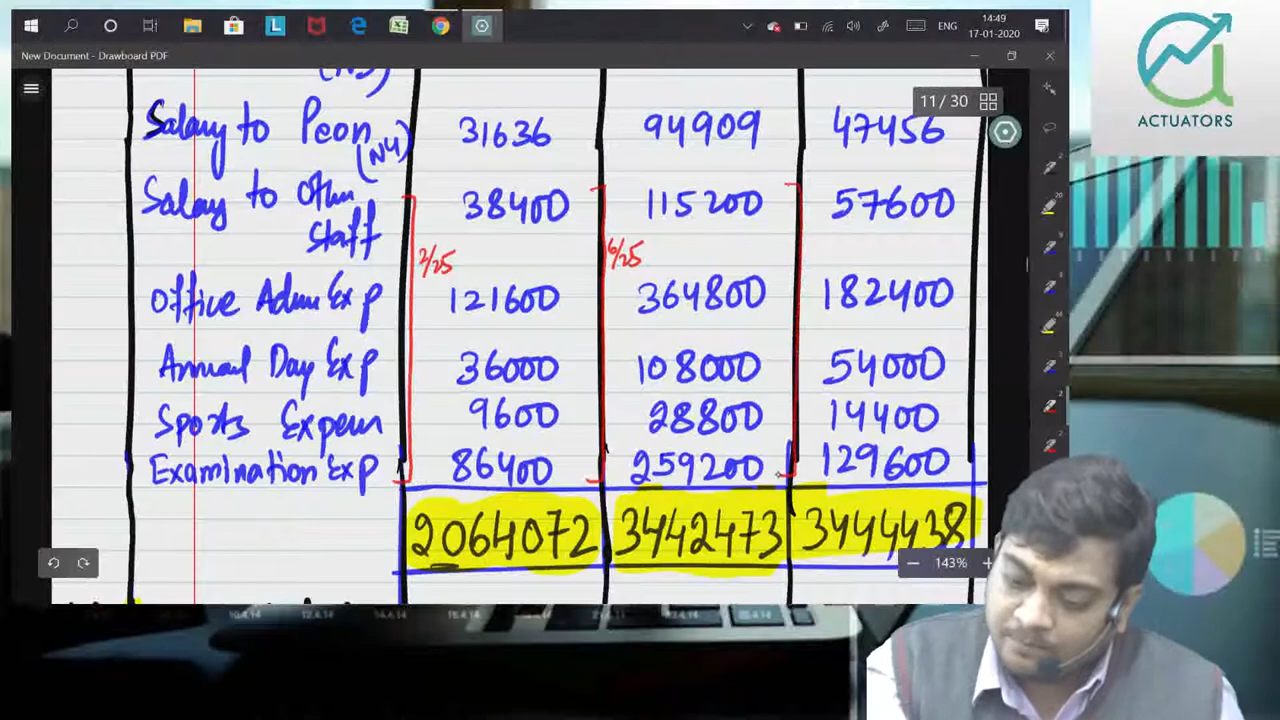 14:49
ENG
17-01-2020
New Document - Drawboard PDF
11 / 30
ACTUATORS
Salary to Peon (N4) 31636 94909 47456
Salary to Othr Staff 38400 115200 57600
2/25 6/25
Office Adm Exp 121600 364800 182400
Annual Day Exp 36000 108000 54000
Sports Expen 9600 28800 14400
Examination Exp 86400 259200 129600
2064072 3442473 3444438
143%